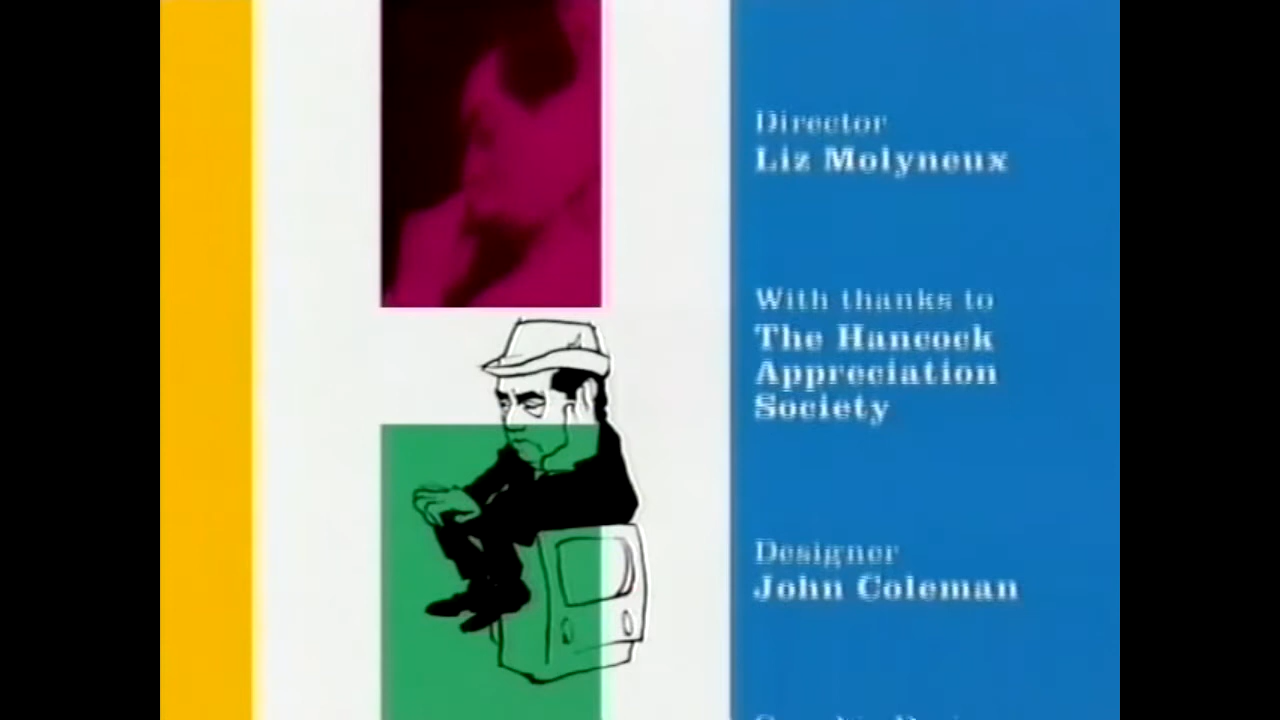 Director
Liz Molyneux
With thanks to
The Hancock
Appreciation
Society
Designer
John Coleman